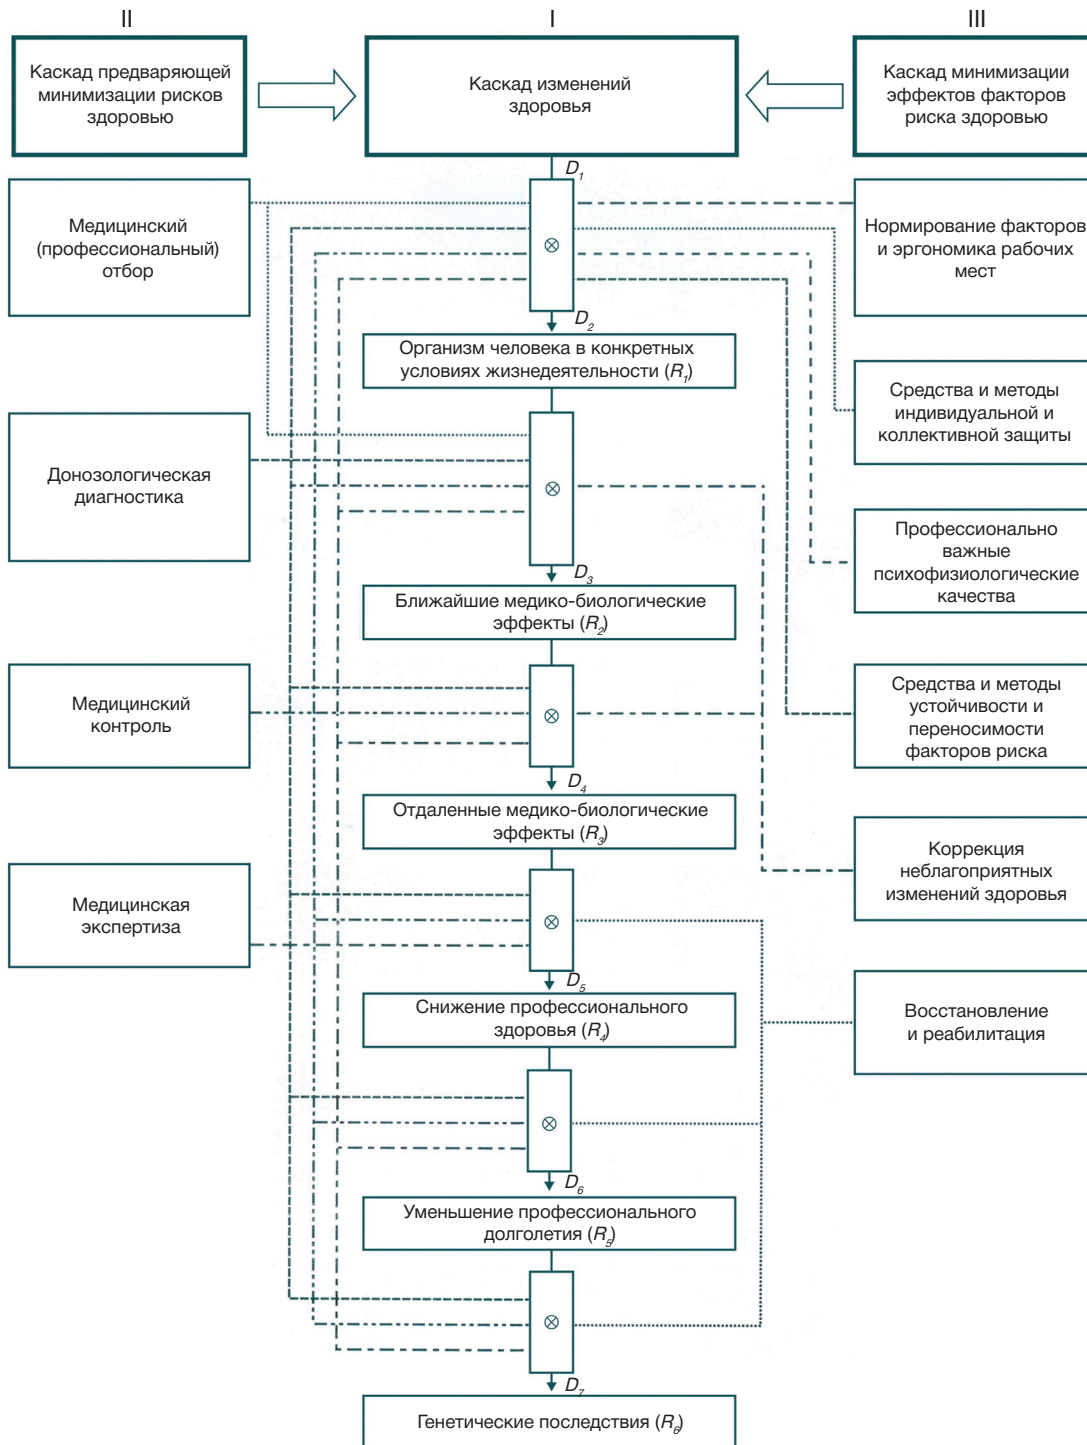 II
I
III
Каскад предваряющей
минимизации рисков
здоровью
Каскад изменений
здоровья
Каскад минимизации
эффектов факторов
риска здоровью
D1
Медицинский
(профессиональный)
отбор
⊗
Нормирование факторов
и эргономика рабочих
мест
D2
Организм человека в конкретных
условиях жизнедеятельности (R1)
Средства и методы
индивидуальной и
коллективной защиты
Донозологическая
диагностика
⊗
Профессионально
важные
психофизиологические
качества
D3
Ближайшие медико-биологические
эффекты (R2)
Медицинский
контроль
⊗
Средства и методы
устойчивости и
переносимости
факторов риска
D4
Отдаленные медико-биологические
эффекты (R3)
Коррекция
неблагоприятных
изменений здоровья
Медицинская
экспертиза
⊗
D5
Снижение профессионального
здоровья (R4)
Восстановление
и реабилитация
⊗
D6
Уменьшение профессионального
долголетия (R5)
⊗
D7
Генетические последствия (R6)